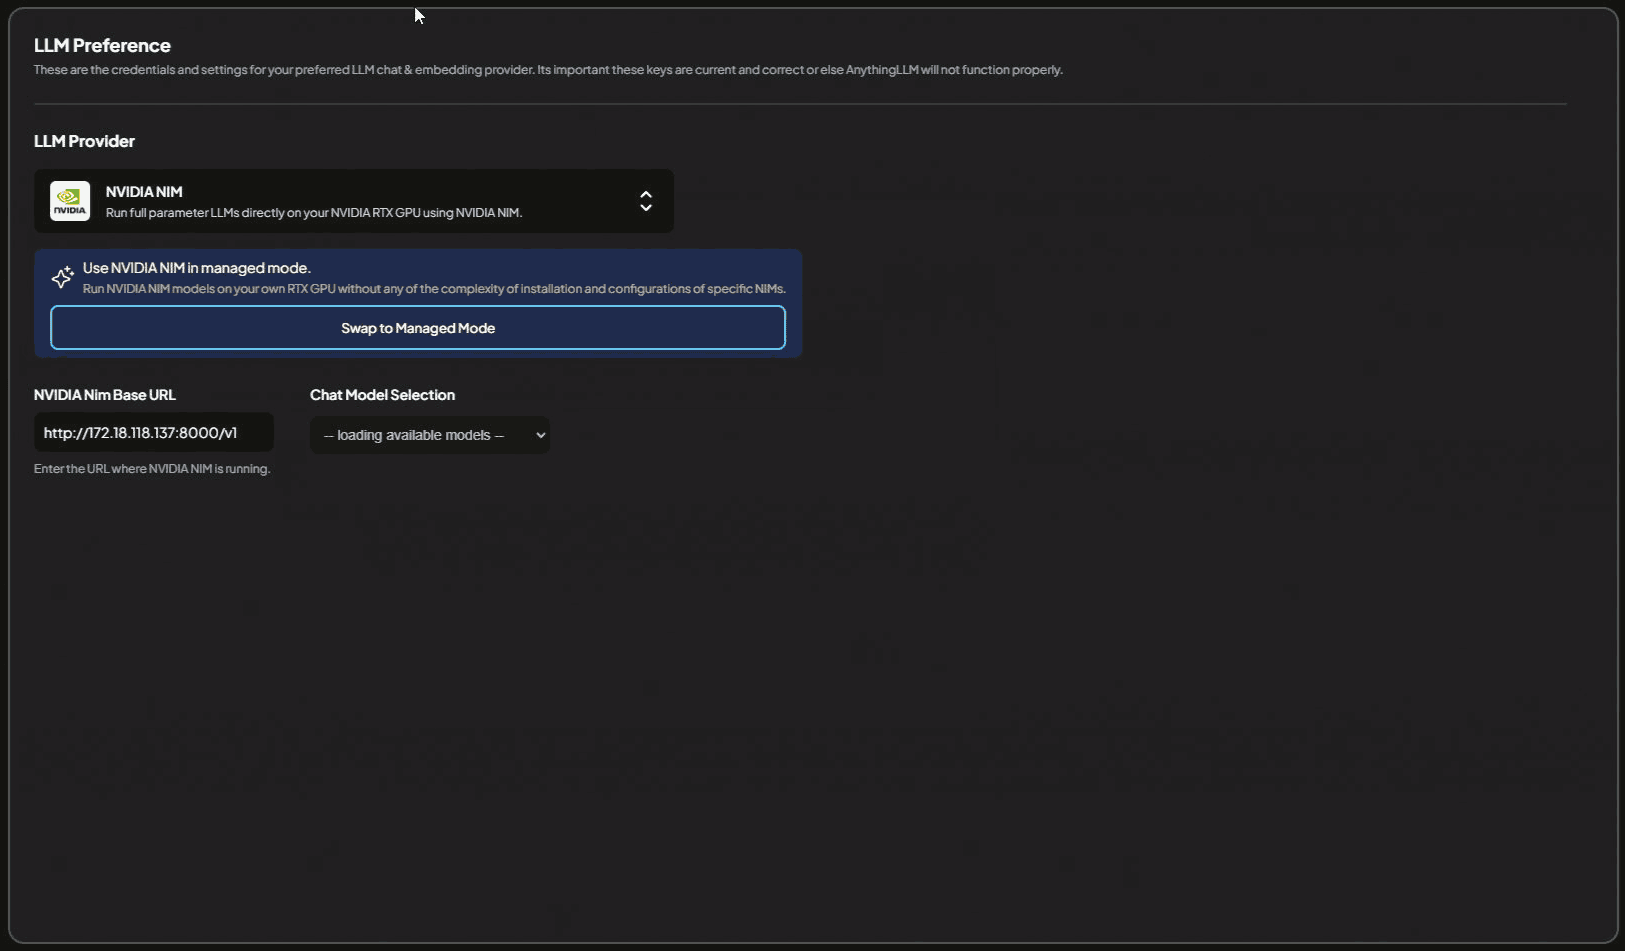 LLM Preference
These are the credentials and settings for your preferred LLM chat & embedding provider. Its important these keys are current and correct or else AnythingLLM will not function properly.
LLM Provider
NVIDIA
NVIDIA NIM
Run full parameter LLMs directly on your NVIDIA RTX GPU using NVIDIA NIM.
Use NVIDIA NIM in managed mode.
Run NVIDIA NIM models on your own RTX GPU without any of the complexity of installation and configurations of specific NIMs.
Swap to Managed Mode
NVIDIA Nim Base URL
http://172.18.118.137:8000/v1
Enter the URL where NVIDIA NIM is running.
Chat Model Selection
-- loading available models --